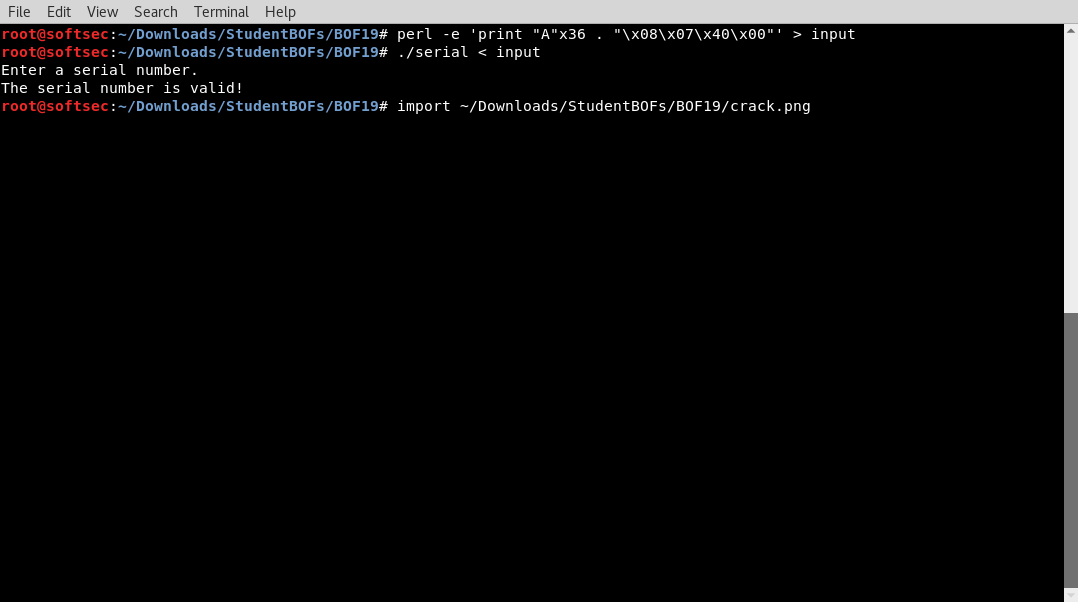 File Edit View Search Terminal Help
root@softsec:~/Downloads/StudentBOFs/BOF19# perl -e 'print "A"x36 . "\x08\x07\x40\x00"' > input
root@softsec:~/Downloads/StudentBOFs/BOF19# ./serial < input
Enter a serial number.
The serial number is valid!
root@softsec:~/Downloads/StudentBOFs/BOF19# import ~/Downloads/StudentBOFs/BOF19/crack.png